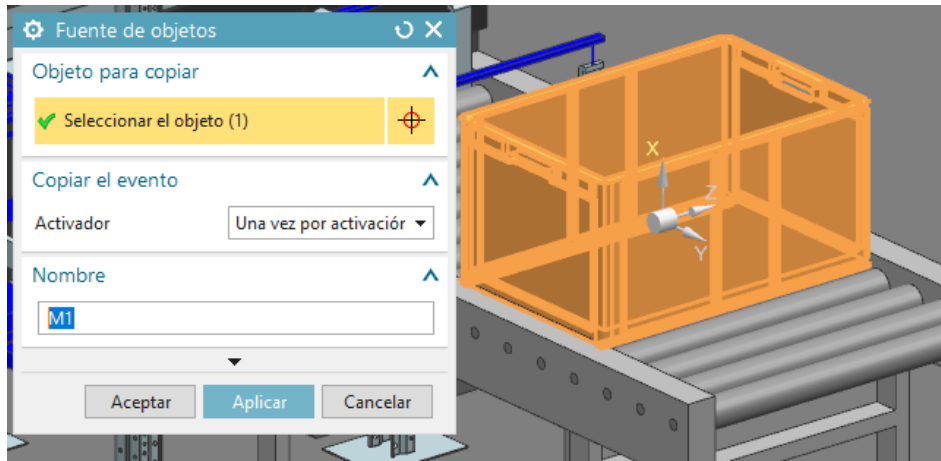 Fuente de objetos
Objeto para copiar
Seleccionar el objeto (1)
Copiar el evento
Activador
Una vez por activaciór
Nombre
M1
Aceptar
Aplicar
Cancelar
X
Z
Y